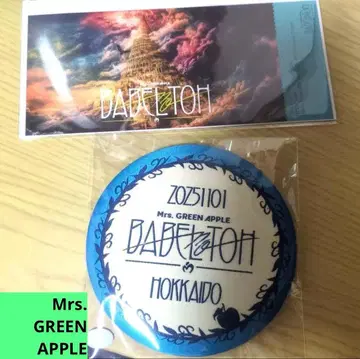 BABEL no TOH
20251101
Mrs. GREEN APPLE
BABEL no TOH
HOKKAIDO
Mrs.
GREEN
APPLE